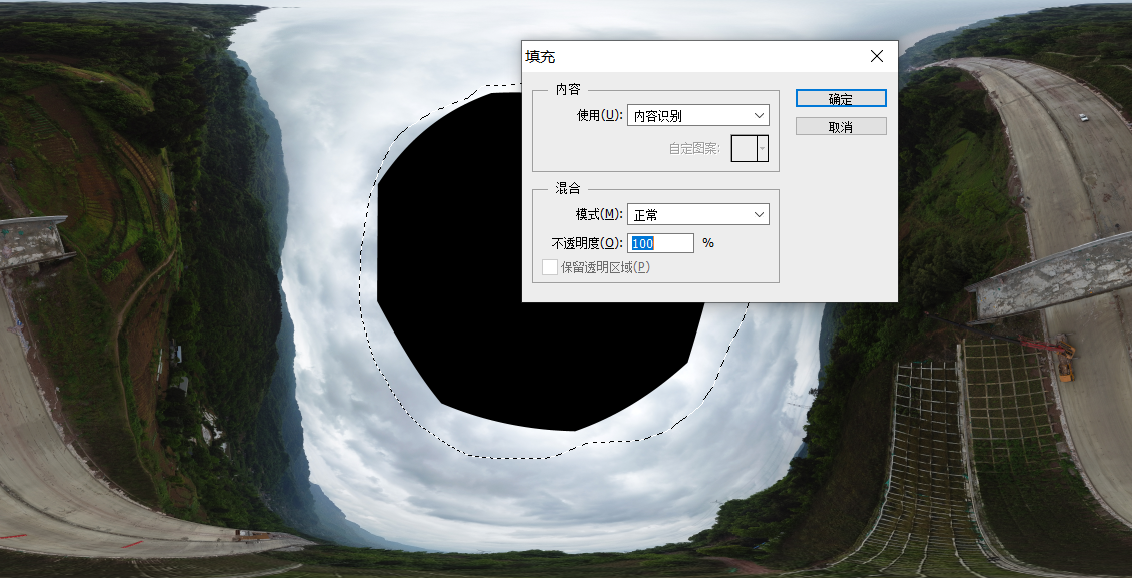 填充
内容
使用(U): 内容识别
自定图案:
混合
模式(M): 正常
不透明度(O): 100 %
保留透明区域(P)
确定
取消